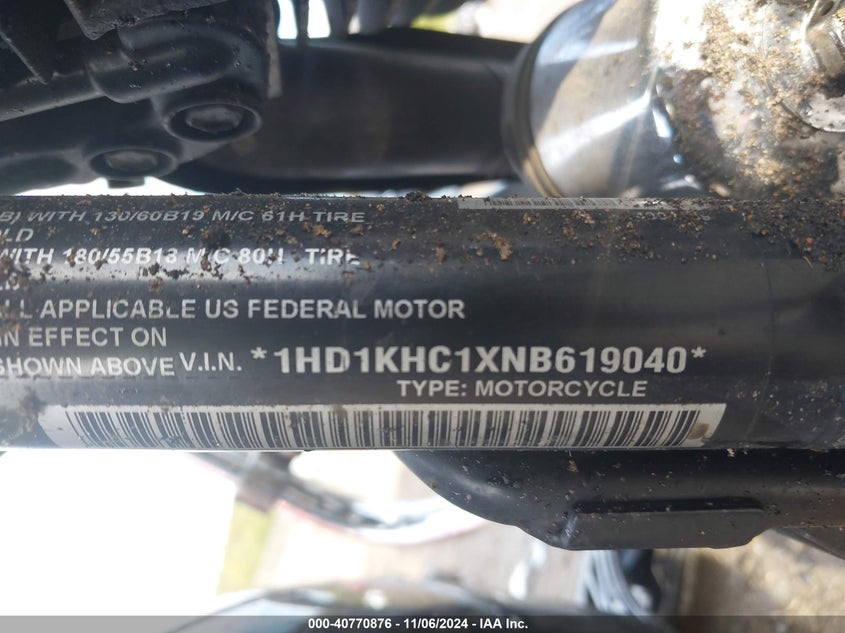 B) WITH 130/60B19 M/C 61H TIRE
OLD
WITH 180/55B18 M/C 80H TIRE
ALL APPLICABLE US FEDERAL MOTOR
IN EFFECT ON
SHOWN ABOVE V.I.N. *1HD1KHC1XNB619040*
TYPE: MOTORCYCLE
000-40770876 | 11/06/2024 - IAA Inc.